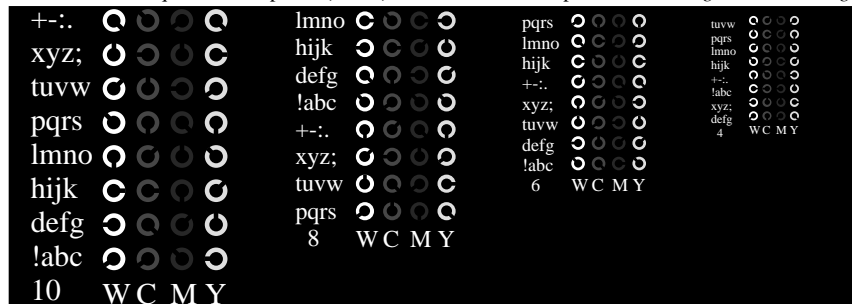 +-:.
xyz;
tuvw
pqrs
lmno
hijk
defg
!abc
10 W C M Y
lmno
hijk
defg
!abc
+-:.
xyz;
tuvw
pqrs
8 W C M Y
pqrs
lmno
hijk
+-:.
xyz;
tuvw
defg
!abc
6 W C M Y
tuvw
pqrs
lmno
hijk
+-:.
!abc
xyz;
defg
4 W C M Y